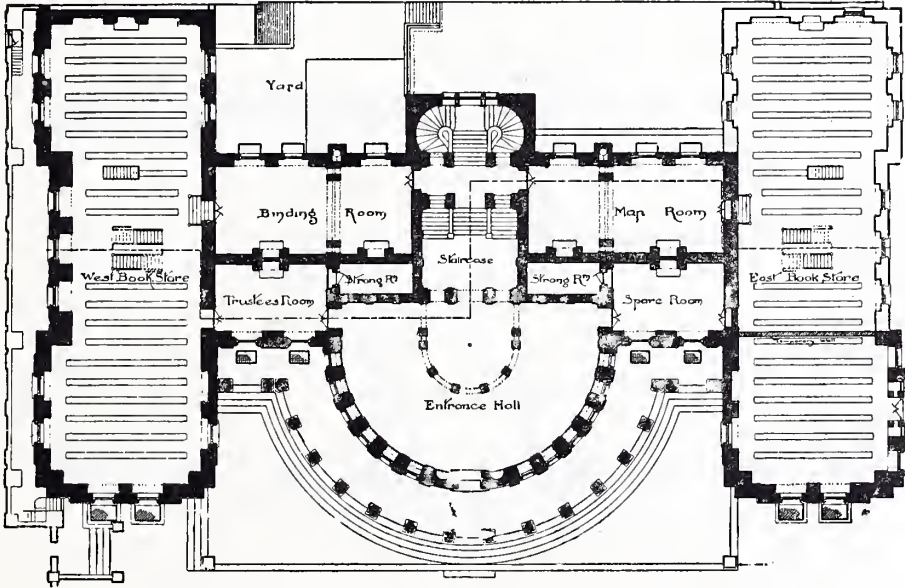 Yard
Binding Room
Map Room
Staircase
West Book Store
Strong Rm
Strong Rm
East Book Store
Trustees Room
Spare Room
Entrance Hall